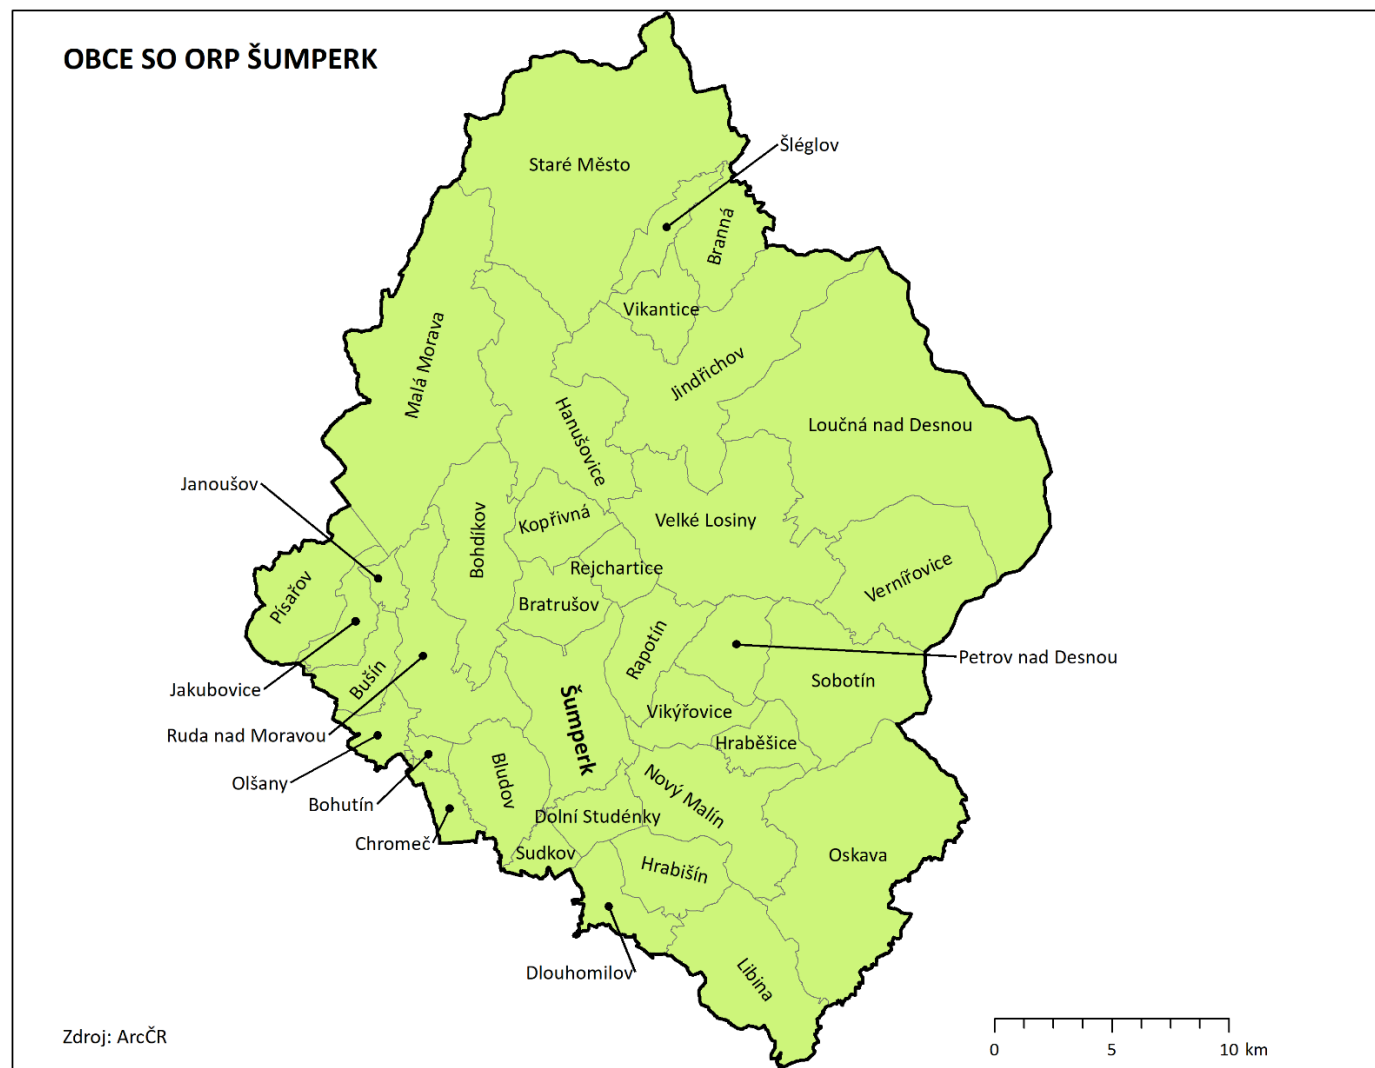 OBCE SO ORP ŠUMPERK
Šléglov
Staré Město
Branná
Vikantice
Malá Morava
Jindřichov
Hanušovice
Loučná nad Desnou
Janoušov
Kopřivná
Velké Losiny
Bohdíkov
Rejchartice
Vernířovice
Písařov
Bratrušov
Rapotín
Petrov nad Desnou
Jakubovice
Bušín
Sobotín
Šumperk
Vikýřovice
Ruda nad Moravou
Hraběšice
Olšany
Bludov
Nový Malín
Bohutín
Dolní Studénky
Chromeč
Sudkov
Hrabišín
Oskava
Dlouhomilov
Libina
Zdroj: ArcČR
0 5 10 km